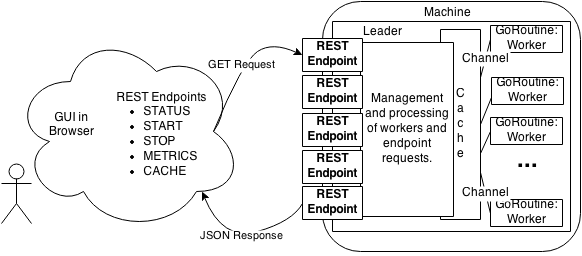 Machine
Leader
GoRoutine:
Worker
REST
Endpoint
Channel
GET Request
REST Endpoints
• STATUS
• START
• STOP
• METRICS
• CACHE
GUI in
Browser
REST
Endpoint
REST
Endpoint
REST
Endpoint
REST
Endpoint
Management
and processing
of workers and
endpoint
requests.
C
a
c
h
e
GoRoutine:
Worker
GoRoutine:
Worker
...
Channel
GoRoutine:
Worker
JSON Response